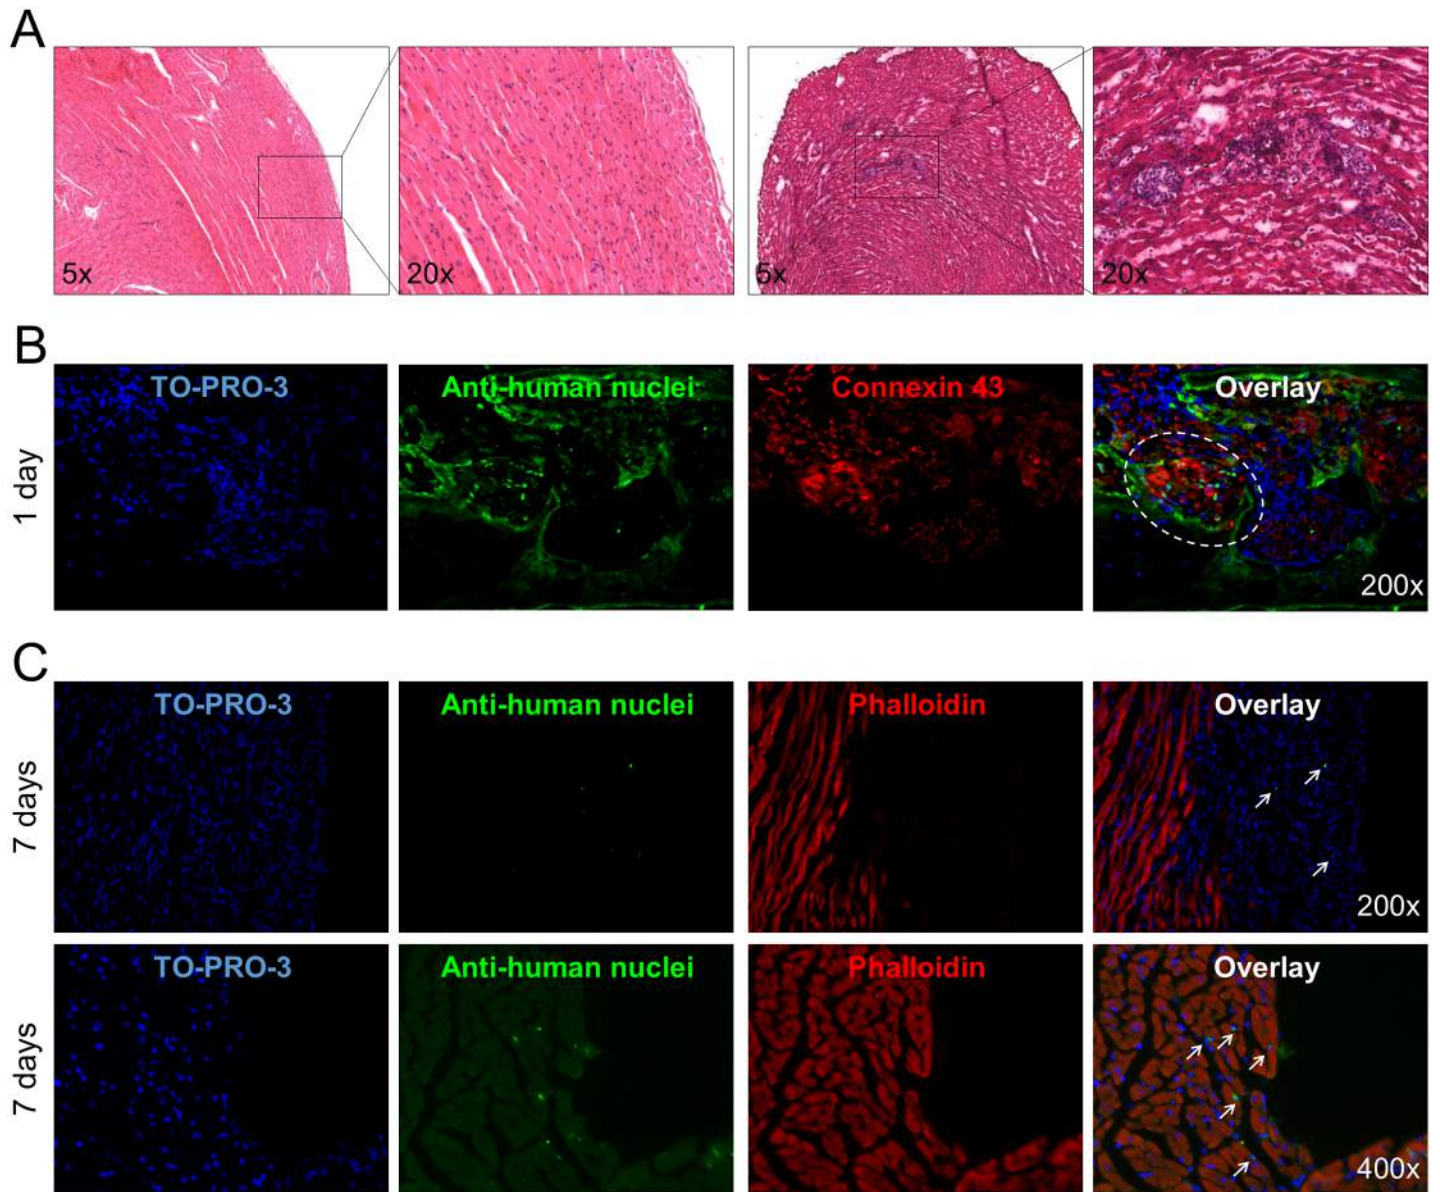 A
5x
20x
5x
20x
B
1 day
TO-PRO-3
Anti-human nuclei
Connexin 43
Overlay
200x
C
7 days
TO-PRO-3
Anti-human nuclei
Phalloidin
Overlay
200x
7 days
TO-PRO-3
Anti-human nuclei
Phalloidin
Overlay
400x